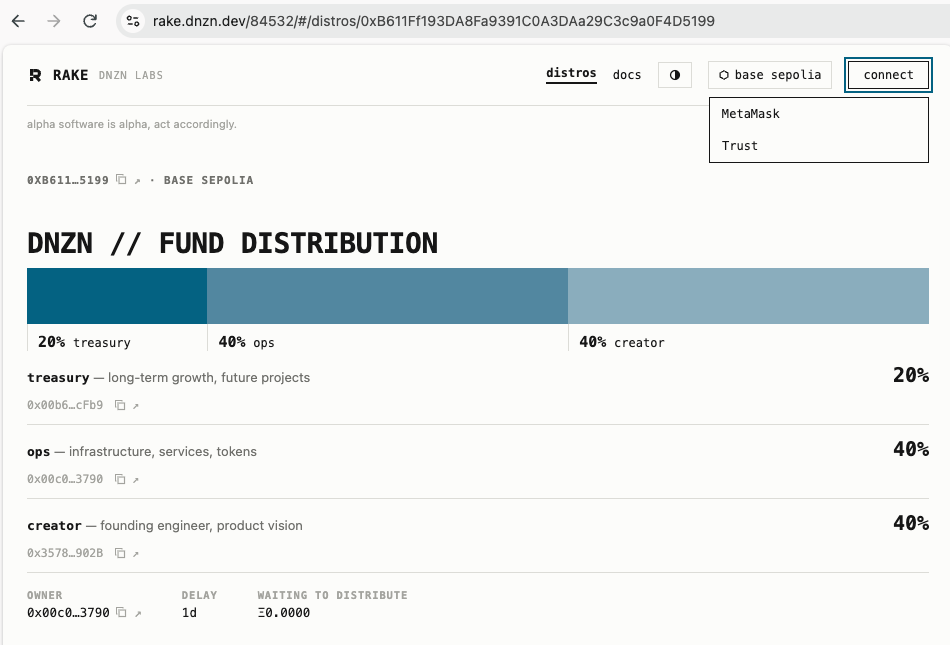 rake.dnzn.dev/84532/#/distros/0xB611Ff193DA8Fa9391C0A3DAa29C3c9a0F4D5199
RAKE DNZN LABS distros docs base sepolia connect
MetaMask
alpha software is alpha, act accordingly.
Trust
0XB611…5199 · BASE SEPOLIA
DNZN // FUND DISTRIBUTION
20% treasury 40% ops 40% creator
treasury — long-term growth, future projects 20%
0x00b6…cFb9
ops — infrastructure, services, tokens 40%
0x00c0…3790
creator — founding engineer, product vision 40%
0x3578…902B
OWNER DELAY WAITING TO DISTRIBUTE
0x00c0…3790 1d Ξ0.0000